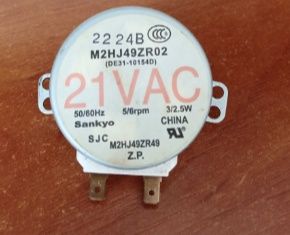 2224B
M2HJ49ZR02
(DE31-10154D)
21VAC
50/60Hz 5/6rpm 3/2.5W
Sankyo CHINA
SJC M2HJ49ZR49
Z.P.